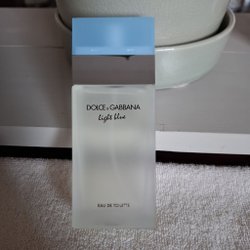 DOLCE & GABBANA
light blue
EAU DE TOILETTE